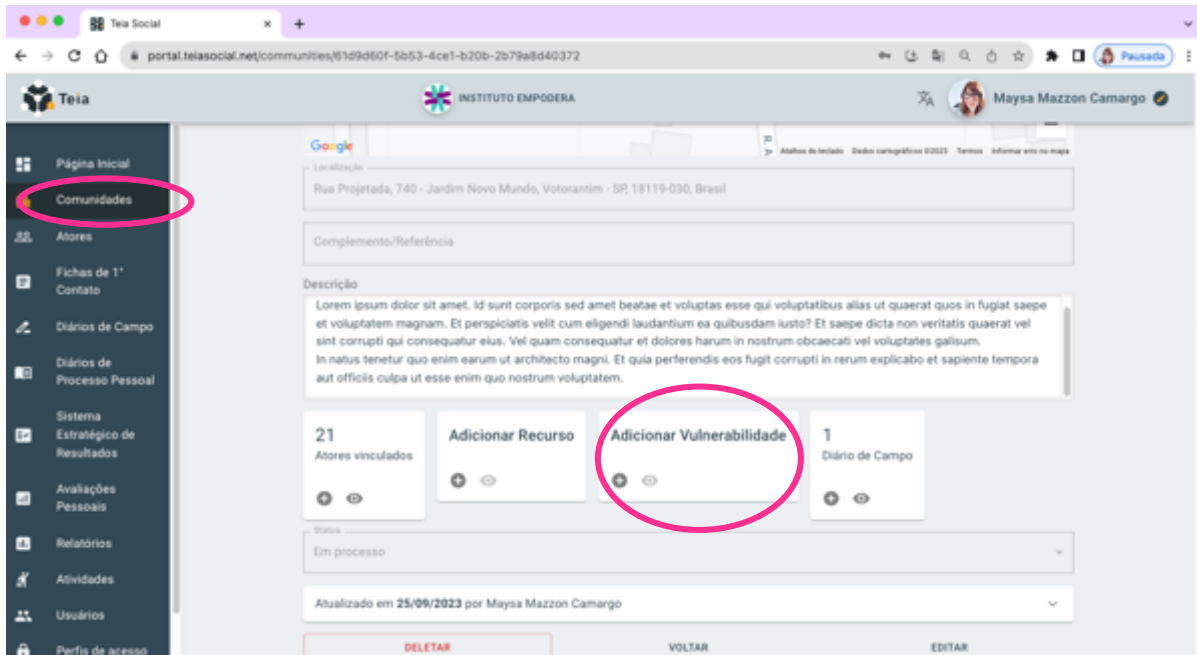 Teia Social
portal.teiasocial.net/communities/61d9d60f-5b53-4ce1-b20b-2b79a8d40372
Pausada
Teia
INSTITUTO EMPODERA
Maysa Mazzon Camargo
Página Inicial
Comunidades
Atores
Fichas de 1°
Contato
Diários de Campo
Diários de
Processo Pessoal
Sistema
Estratégico de
Resultados
Avaliações
Pessoais
Relatórios
Atividades
Usuários
Perfis de acesso
Google
Atalhos do teclado Dados cartográficos ©2023 Termos Informar erro no mapa
Localização
Rua Projetada, 740 - Jardim Novo Mundo, Votorantim - SP, 18119-030, Brasil
Complemento/Referência
Descrição
Lorem ipsum dolor sit amet. Id sunt corporis sed amet beatae et voluptas esse qui voluptatibus alias ut quaerat quos in fugiat saepe
et voluptatem magnam. Et perspiciatis velit cum eligendi laudantium ea quibusdam iusto? Et saepe dicta non veritatis quaerat vel
sint corrupti qui consequatur eius. Vel quam consequatur et dolores harum in nostrum obcaecati vel voluptates galisum.
In natus tenetur quo enim earum ut architecto magni. Et quia perferendis eos fugit corrupti in rerum explicabo et sapiente tempora
aut officiis culpa ut esse enim quo nostrum voluptatem.
21
Atores vinculados
Adicionar Recurso
Adicionar Vulnerabilidade
1
Diário de Campo
Status
Em processo
Atualizado em 25/09/2023 por Maysa Mazzon Camargo
DELETAR
VOLTAR
EDITAR